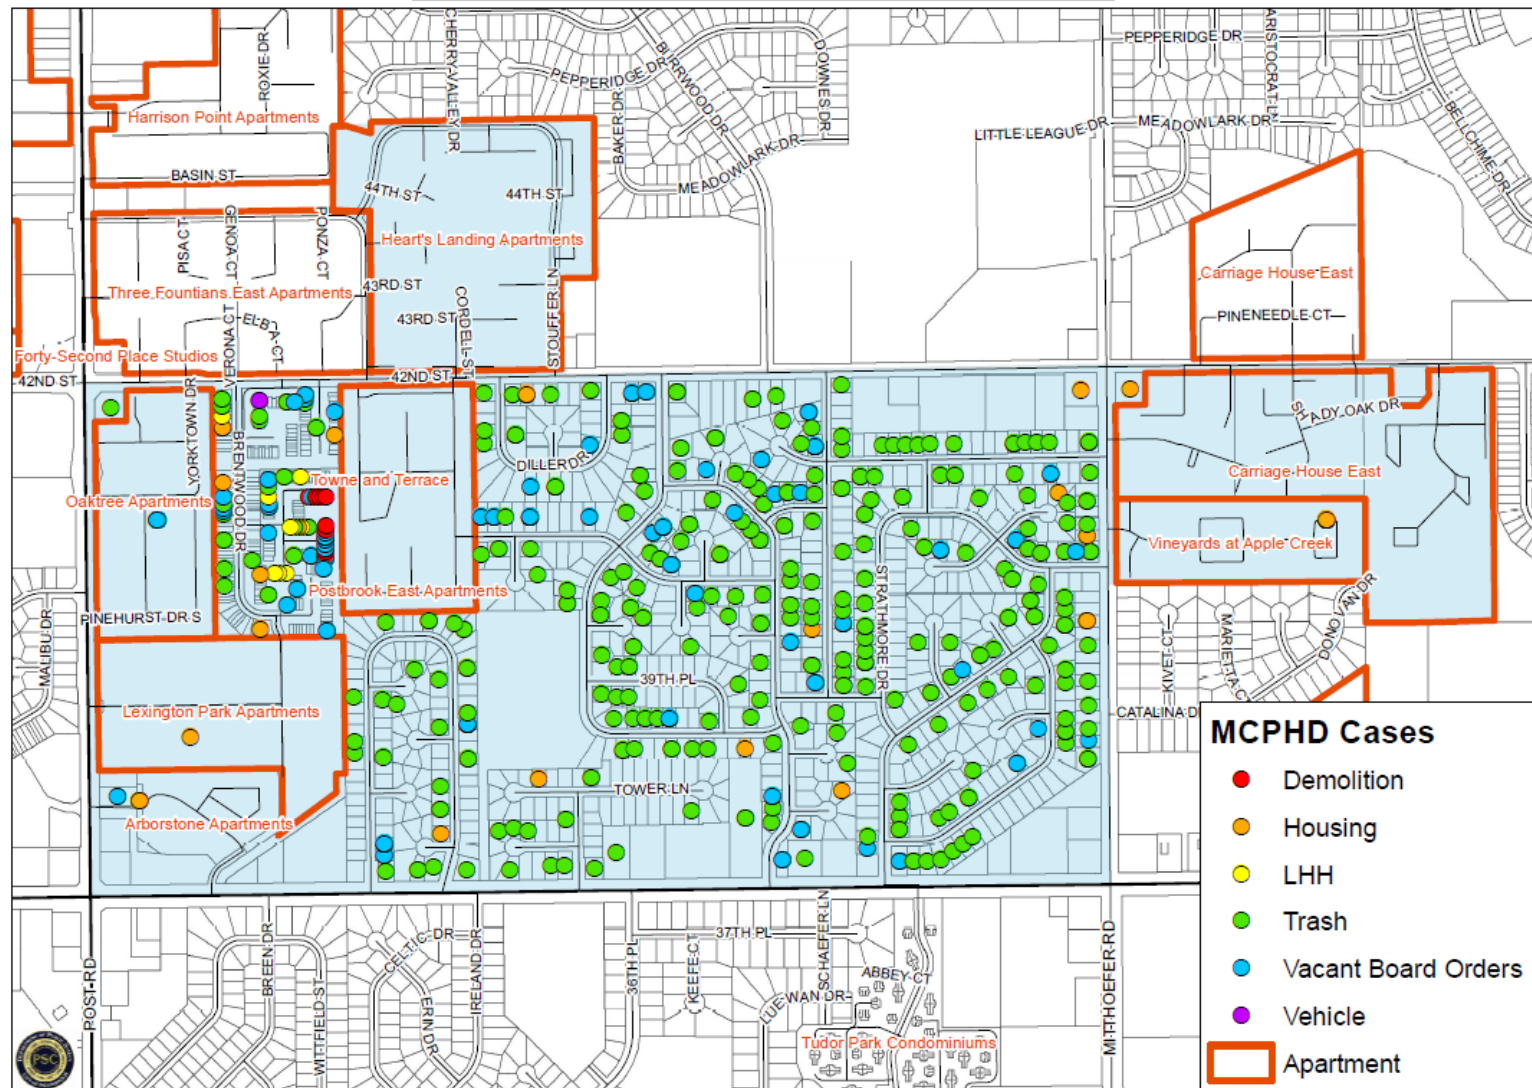 CHERRY VALLEY DR
ROXIE DR
BURRWOOD DR
DOWNES DR
PEPPERIDGE DR
ARISTOCRAT LN
PEPPERIDGE DR
BELLCHIME DR
Harrison Point Apartments
BAKER DR
LITTLE LEAGUE DR
MEADOWLARK DR
MEADOWLARK DR
BASIN ST
44TH ST
44TH ST
PISA CT
GENOA CT
PONZA CT
Heart's Landing Apartments
Carriage House East
43RD ST
Three Fountians East Apartments
CORDELL ST
STOUFFER LN
43RD ST
ELBA CT
PINENEEDLE CT
VERONA CT
Forty-Second Place Studios
42ND ST
42ND ST
YORKTOWN DR
SHADY OAK DR
BRENTWOOD DR
DILLER DR
Towne and Terrace
Carriage House East
Oaktree Apartments
Vineyards at Apple Creek
STRATHMORE DR
Postbrook East Apartments
PINEHURST DR S
DONOVAN DR
MALIBU DR
KIVET CT
MARIETTA CT
39TH PL
Lexington Park Apartments
CATALINA D
TOWER LN
Arborstone Apartments
MCPHD Cases
Demolition
Housing
LHH
Trash
Vacant Board Orders
Vehicle
Apartment
POST RD
BREEN DR
WITTFIELD ST
CELTIC DR
ERIN DR
IRELAND DR
36TH PL
37TH PL
KEEFE CT
SCHAEFER LN
LUEWAN DR
ABBEY CT
MITTHOEFER RD
Tudor Park Condominiums
PSC